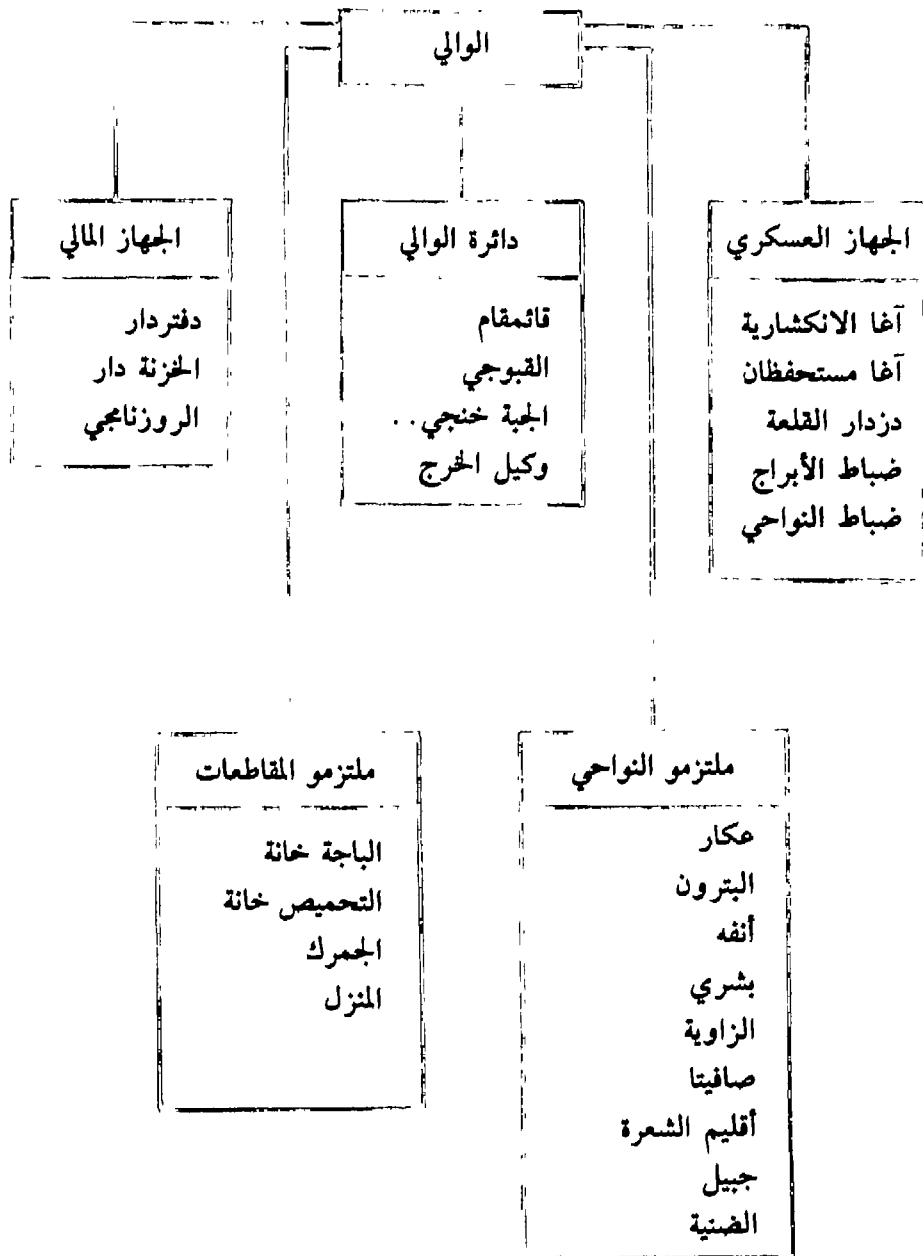 الوالي
الجهاز العسكري
آغا الانكشارية
آغا مستحفظان
دزدار القلعة
ضباط الأبراج
ضباط النواحي
دائرة الوالي
قائمقام
القبوجي
الجبة خنجي..
وكيل الخرج
الجهاز المالي
دفتردار
الخزنة دار
الروزنامجي
ملتزمو النواحي
عكار
البترون
أنفه
بشري
الزاوية
صافيتا
أقليم الشعرة
جبيل
الضنية
ملتزمو المقاطعات
الباجة خانة
التحميص خانة
الجمرك
المنزل